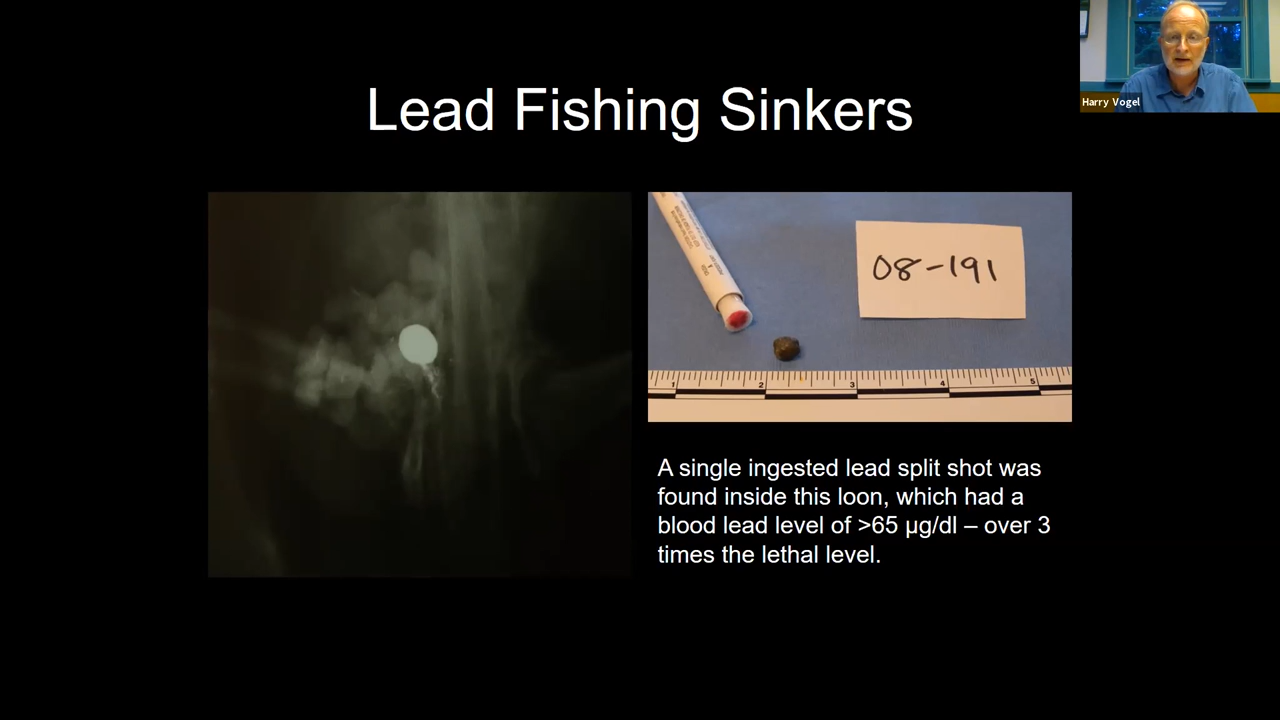 Lead Fishing Sinkers
Harry Vogel
08-191
1 2 3 4 5
A single ingested lead split shot was
found inside this loon, which had a
blood lead level of >65 µg/dl – over 3
times the lethal level.